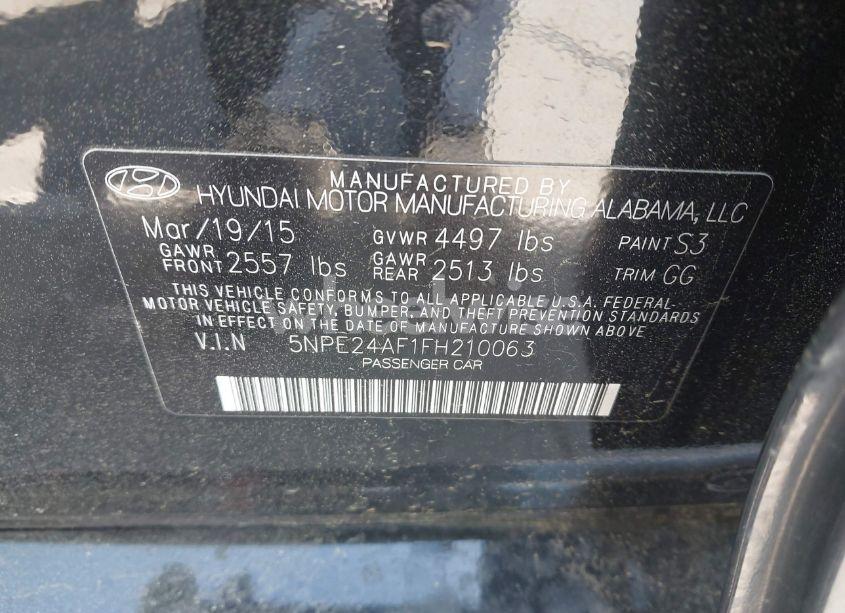 MANUFACTURED BY
HYUNDAI MOTOR MANUFACTURING ALABAMA, LLC
Mar/19/15 GVWR 4497 lbs PAINT S3
GAWR FRONT 2557 lbs GAWR REAR 2513 lbs TRIM GG
THIS VEHICLE CONFORMS TO ALL APPLICABLE U.S.A. FEDERAL-
MOTOR VEHICLE SAFETY, BUMPER, AND THEFT PREVENTION STANDARDS
IN EFFECT ON THE DATE OF MANUFACTURE SHOWN ABOVE
V.I.N 5NPE24AF1FH210063
PASSENGER CAR